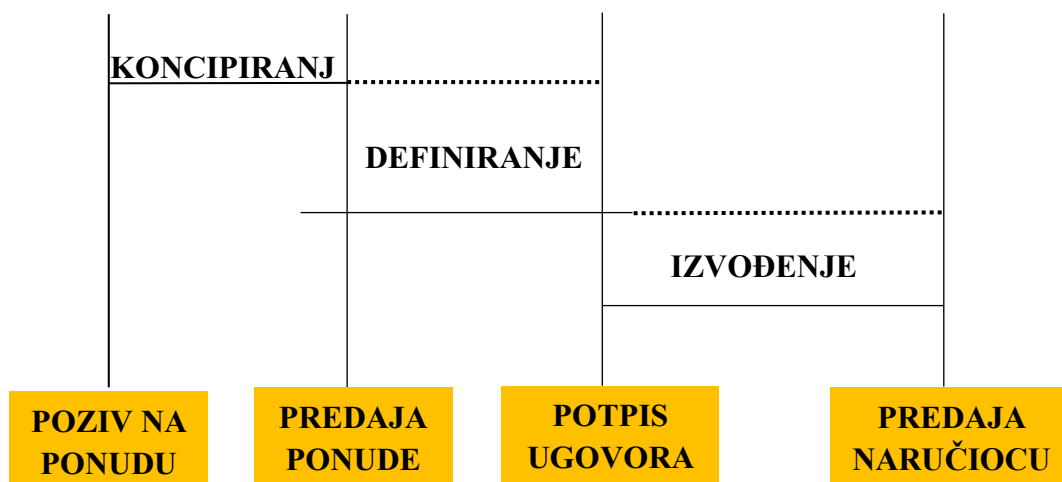 KONCIPIRANJ
DEFINIRANJE
IZVOĐENJE
POZIV NA
PONUDU
PREDAJA
PONUDE
POTPIS
UGOVORA
PREDAJA
NARUČIOCU